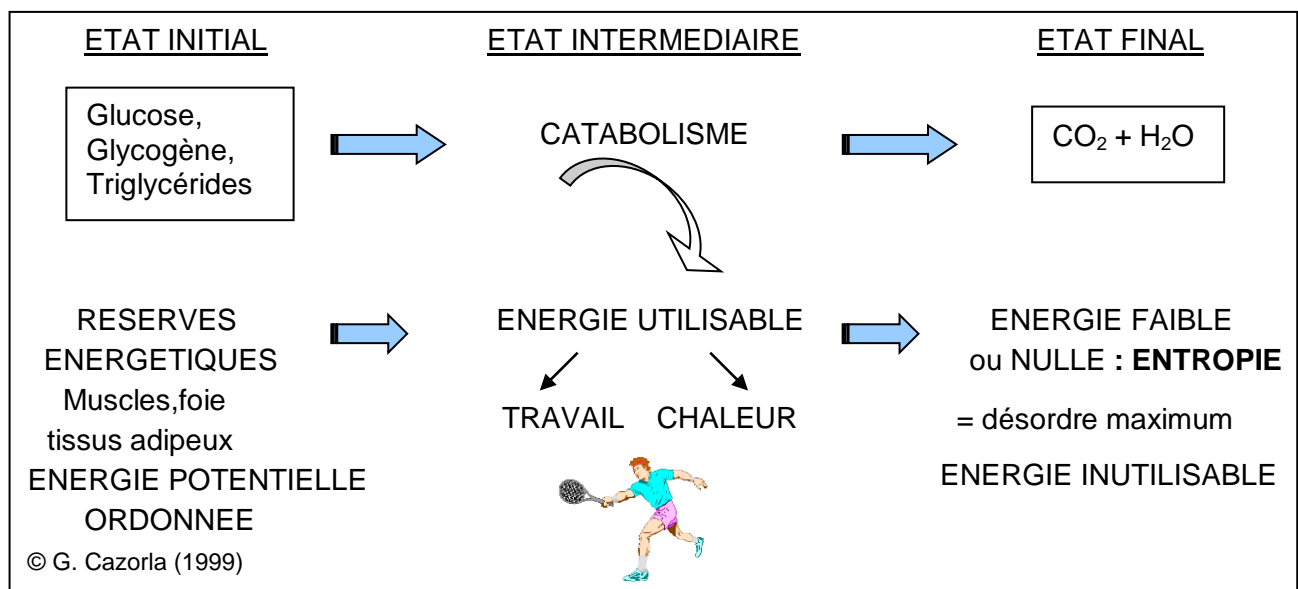 ETAT INITIAL
ETAT INTERMEDIAIRE
ETAT FINAL
Glucose,
Glycogène,
Triglycérides
CATABOLISME
CO₂ + H₂O
RESERVES
ENERGETIQUES
Muscles,foie
tissus adipeux
ENERGIE POTENTIELLE
ORDONNEE
ENERGIE UTILISABLE
TRAVAIL
CHALEUR
ENERGIE FAIBLE
ou NULLE : ENTROPIE
= désordre maximum
ENERGIE INUTILISABLE
© G. Cazorla (1999)